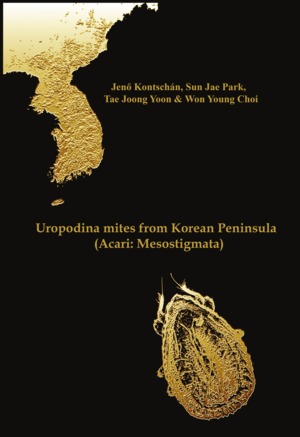 Jenő Kontschán, Sun Jae Park,
Tae Joong Yoon & Won Young Choi
Uropodina mites from Korean Peninsula
(Acari: Mesostigmata)